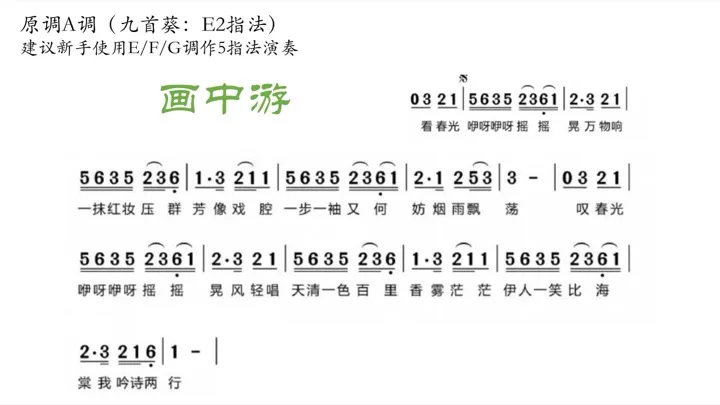 原调A调（九首葵：E2指法）
建议新手使用E/F/G调作5指法演奏
画中游
0 3 2 1 | 5 6 3 5 2 3 6 1 | 2 · 3 2 1 |
看春光 咿呀咿呀摇 摇 晃万物响
5 6 3 5 2 3 6 | 1 · 3 2 1 1 | 5 6 3 5 2 3 6 1 | 2 · 1 2 5 3 | 3 – | 0 3 2 1 |
一抹红妆压 群 芳像戏 腔 一步一袖又 何 妨烟雨飘 荡 叹春光
5 6 3 5 2 3 6 1 | 2 · 3 2 1 | 5 6 3 5 2 3 6 | 1 · 3 2 1 1 | 5 6 3 5 2 3 6 1 |
咿呀咿呀摇 摇 晃风轻唱 天清一色百 里 香雾茫 茫 伊人一笑比 海
2 · 3 2 1 6 | 1 – |
棠我吟诗两 行